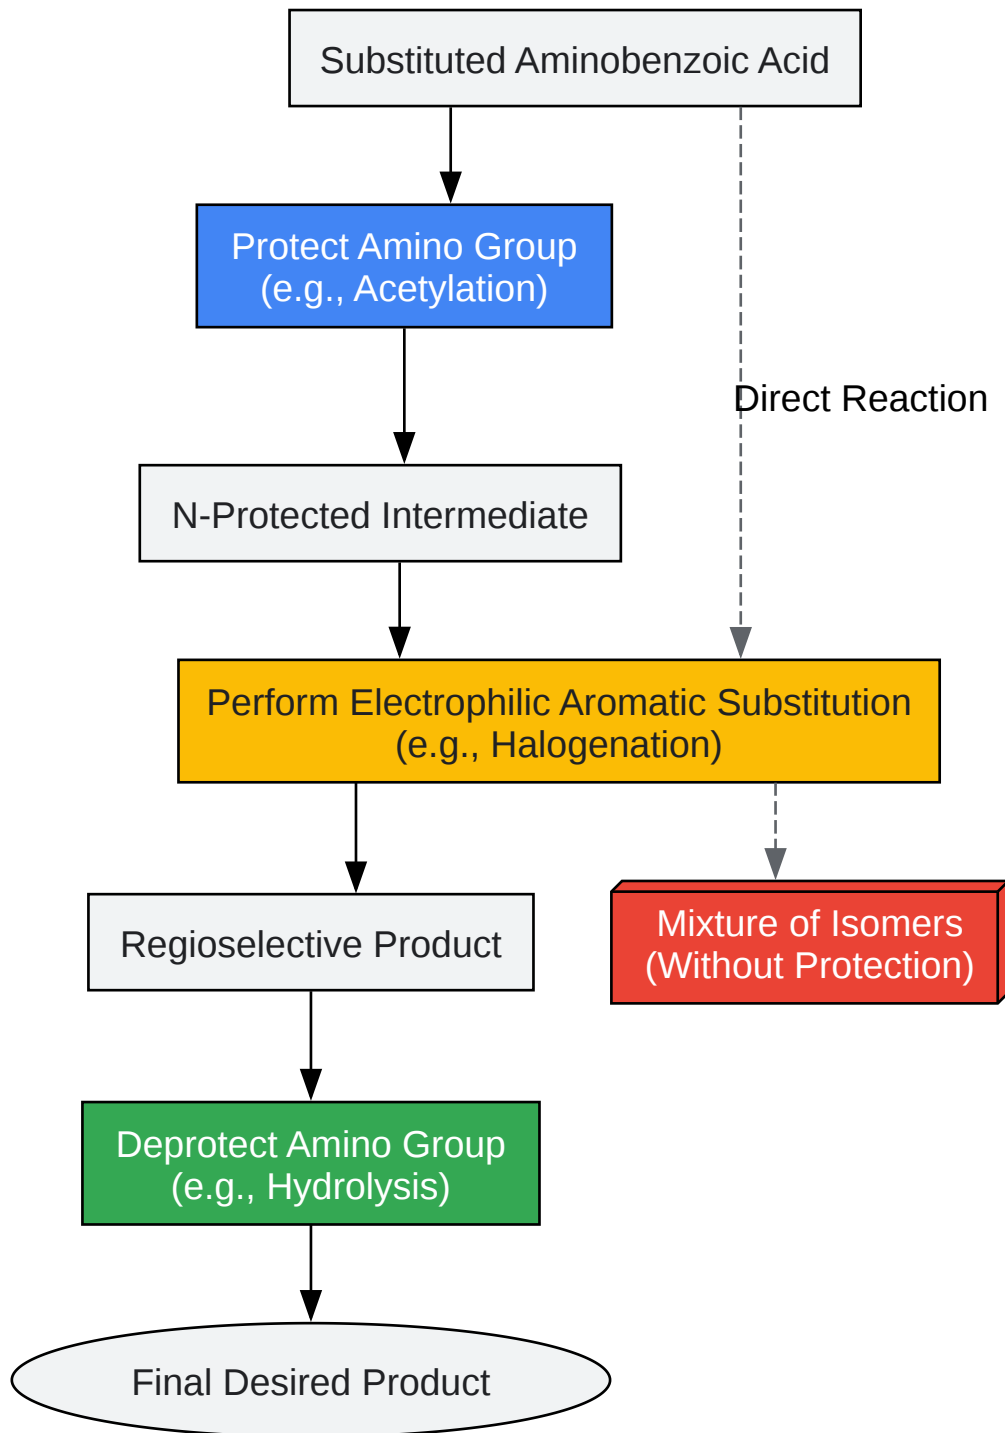 Substituted Aminobenzoic Acid
Protect Amino Group
(e.g., Acetylation)
Direct Reaction
N-Protected Intermediate
Perform Electrophilic Aromatic Substitution
(e.g., Halogenation)
Regioselective Product
Mixture of Isomers
(Without Protection)
Deprotect Amino Group
(e.g., Hydrolysis)
Final Desired Product